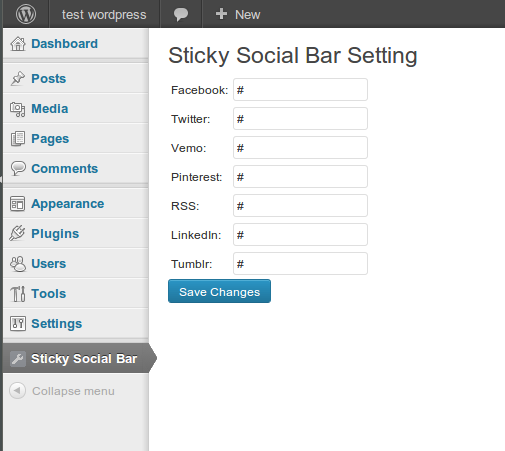 test wordpress New
Dashboard
Posts
Media
Pages
Comments
Appearance
Plugins
Users
Tools
Settings
Sticky Social Bar
Collapse menu
Sticky Social Bar Setting
Facebook: #
Twitter: #
Vemo: #
Pinterest: #
RSS: #
LinkedIn: #
Tumblr: #
Save Changes